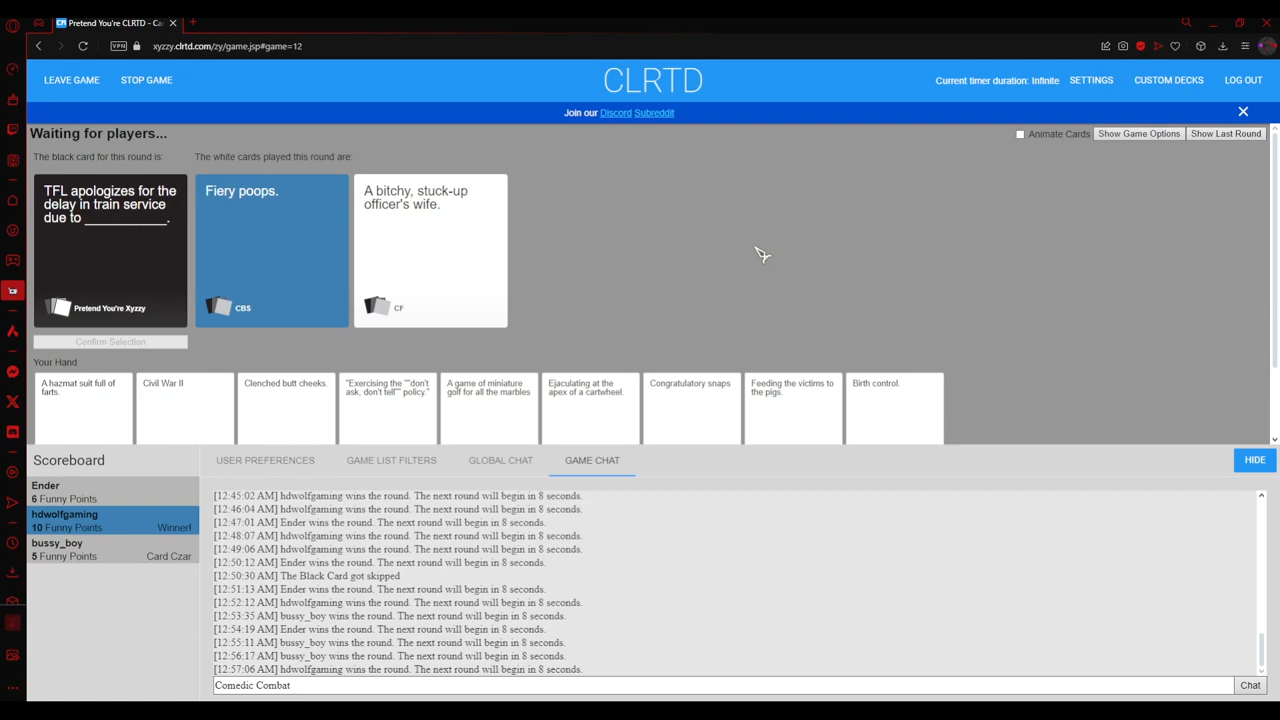 Pretend You're CLRTD - Ca
VPN
xyzzy.clrtd.com/zy/game.jsp#game=12
LEAVE GAME
STOP GAME
CLRTD
Current timer duration: Infinite
SETTINGS
CUSTOM DECKS
LOG OUT
Join our Discord Subreddit
Waiting for players...
Animate Cards
Show Game Options
Show Last Round
The black card for this round is:
The white cards played this round are:
TFL apologizes for the
delay in train service
due to __________.
Pretend You're Xyzzy
Fiery poops.
CBS
A bitchy, stuck-up
officer's wife.
CF
Confirm Selection
Your Hand
A hazmat suit full of
farts.
Civil War II
Clenched butt cheeks.
"Exercising the ""don't
ask, don't tell"" policy."
A game of miniature
golf for all the marbles
Ejaculating at the
apex of a cartwheel.
Congratulatory snaps
Feeding the victims to
the pigs.
Birth control.
Scoreboard
Ender
6 Funny Points
hdwolfgaming
10 Funny Points
Winner!
bussy_boy
5 Funny Points
Card Czar
USER PREFERENCES
GAME LIST FILTERS
GLOBAL CHAT
GAME CHAT
HIDE
[12:45:02 AM] hdwolfgaming wins the round. The next round will begin in 8 seconds.
[12:46:04 AM] hdwolfgaming wins the round. The next round will begin in 8 seconds.
[12:47:01 AM] Ender wins the round. The next round will begin in 8 seconds.
[12:48:07 AM] hdwolfgaming wins the round. The next round will begin in 8 seconds.
[12:49:06 AM] hdwolfgaming wins the round. The next round will begin in 8 seconds.
[12:50:12 AM] Ender wins the round. The next round will begin in 8 seconds.
[12:50:30 AM] The Black Card got skipped
[12:51:13 AM] Ender wins the round. The next round will begin in 8 seconds.
[12:52:12 AM] hdwolfgaming wins the round. The next round will begin in 8 seconds.
[12:53:35 AM] bussy_boy wins the round. The next round will begin in 8 seconds.
[12:54:19 AM] Ender wins the round. The next round will begin in 8 seconds.
[12:55:11 AM] bussy_boy wins the round. The next round will begin in 8 seconds.
[12:56:17 AM] bussy_boy wins the round. The next round will begin in 8 seconds.
[12:57:06 AM] hdwolfgaming wins the round. The next round will begin in 8 seconds.
Comedic Combat
Chat